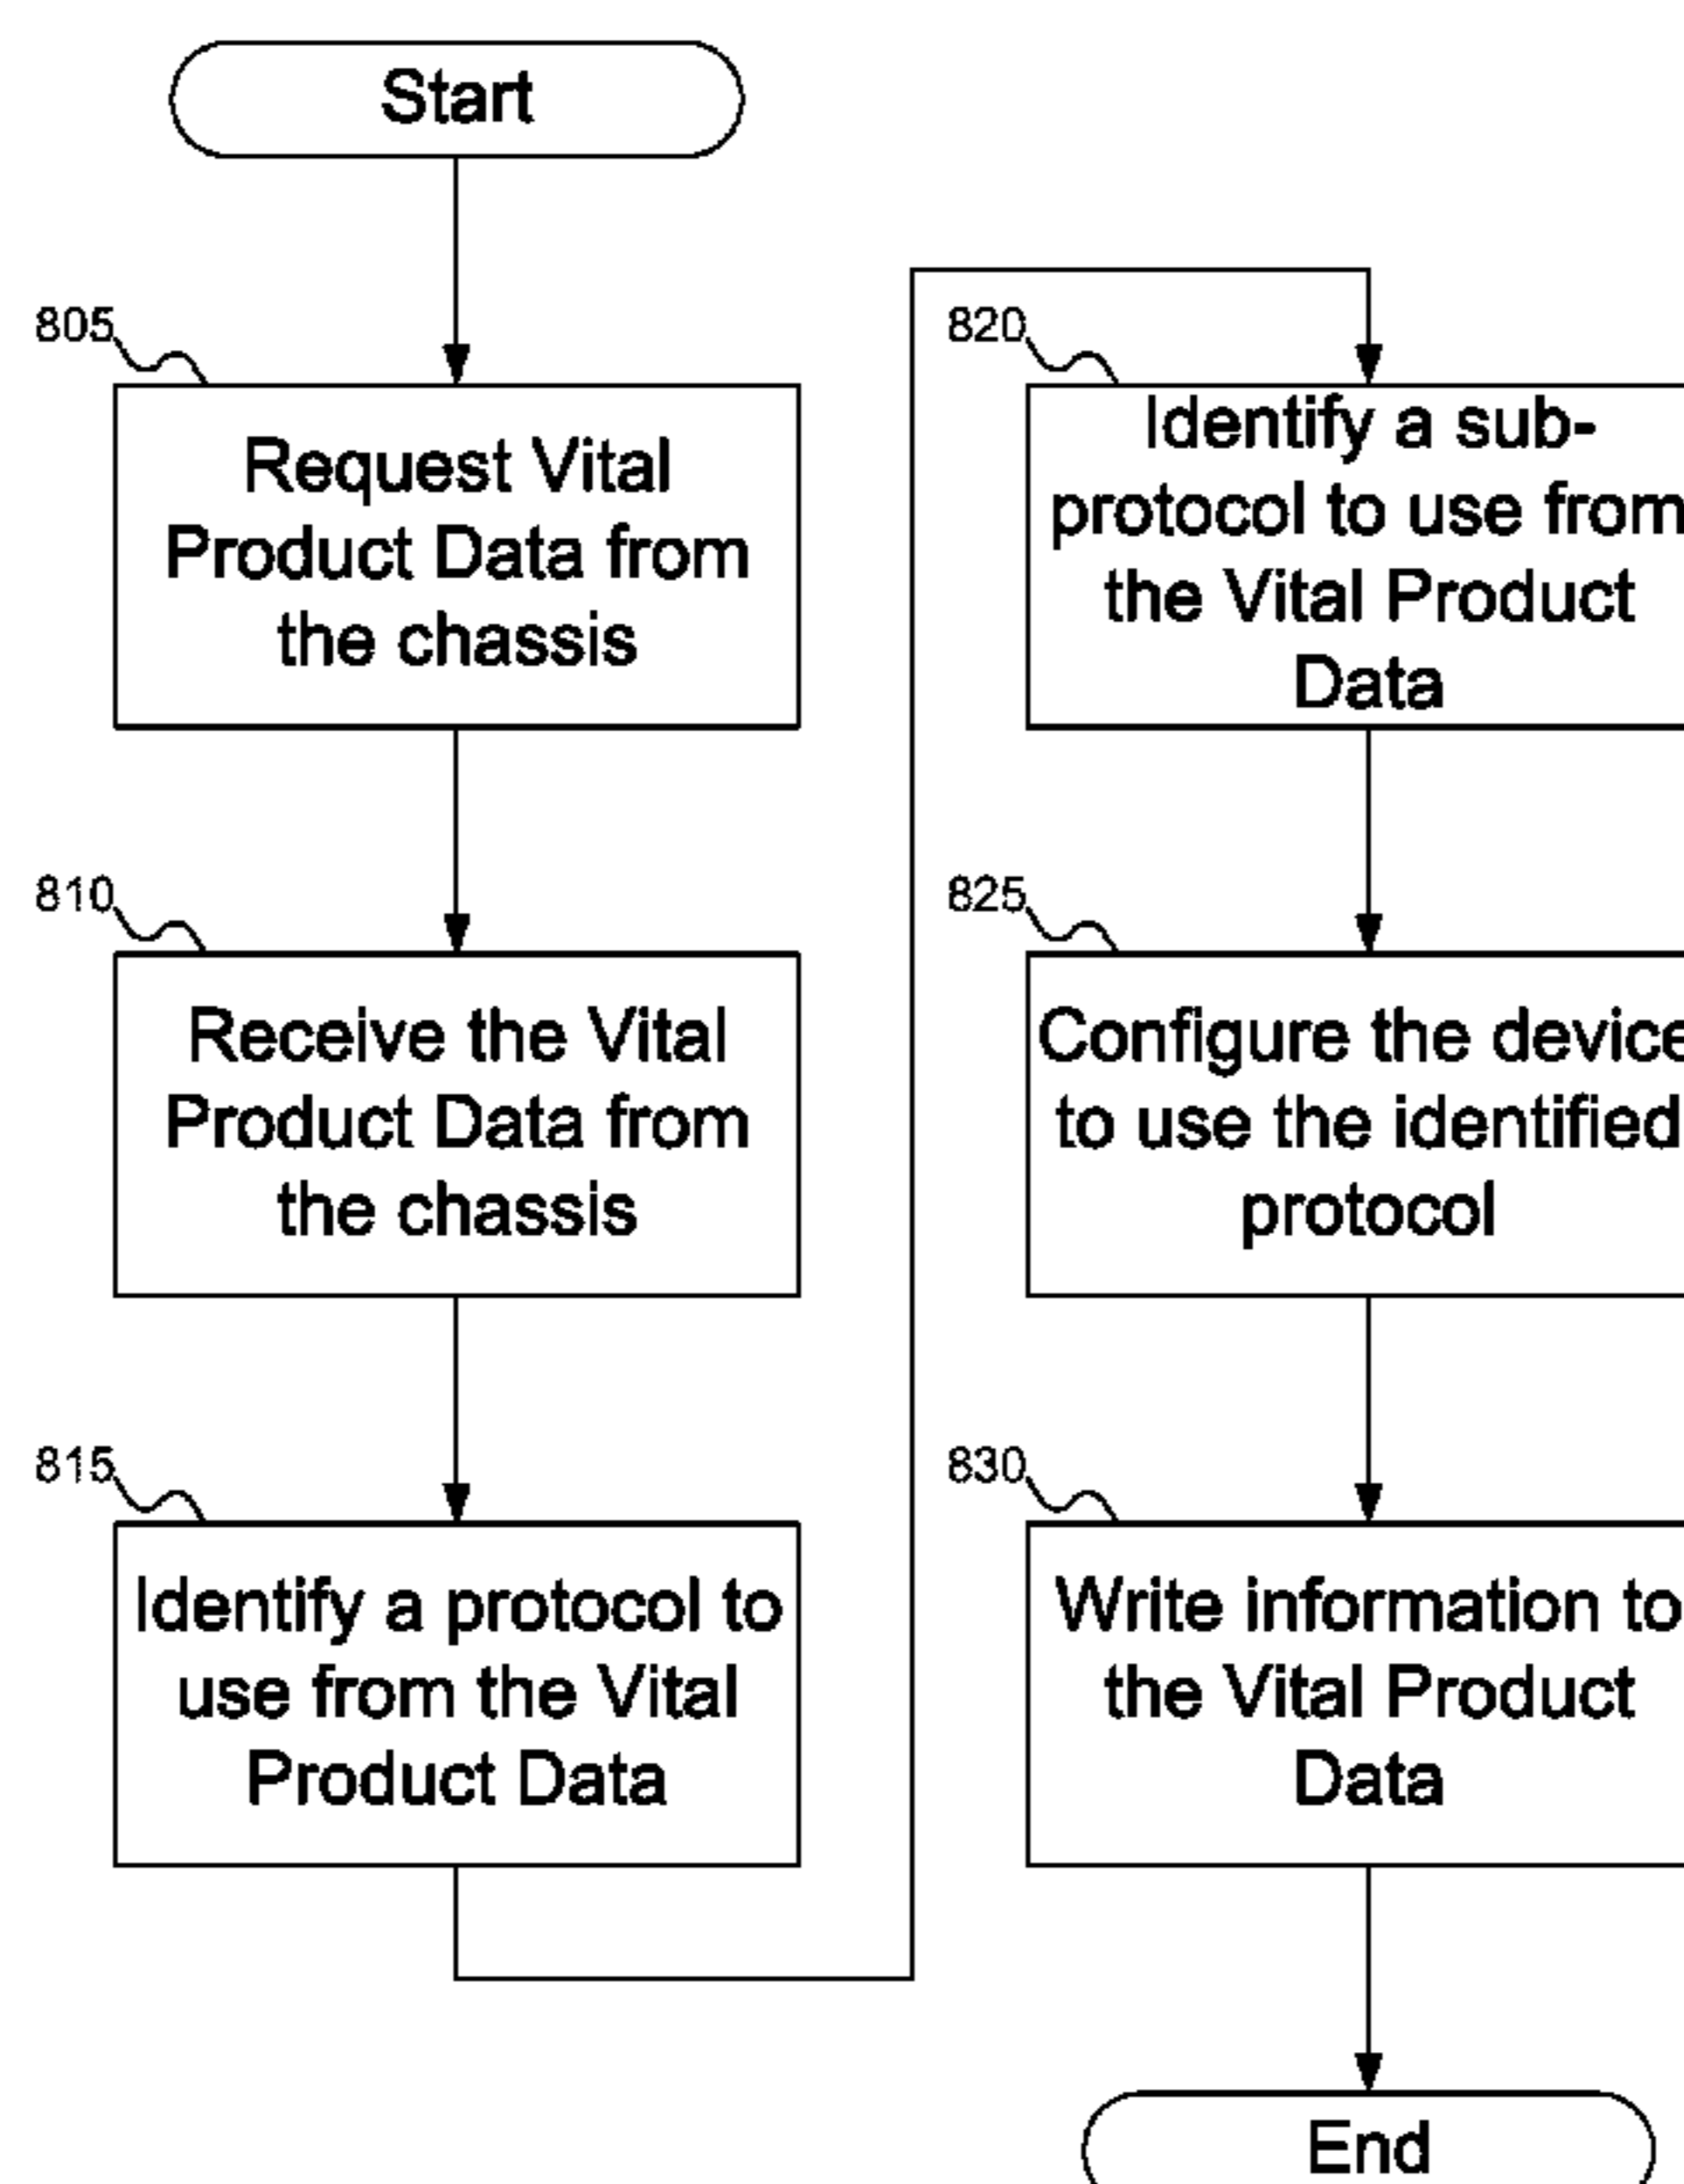 Start
805
Request Vital
Product Data from
the chassis
810
Receive the Vital
Product Data from
the chassis
815
Identify a protocol to
use from the Vital
Product Data
820
Identify a sub-
protocol to use from
the Vital Product
Data
825
Configure the device
to use the identified
protocol
830
Write information to
the Vital Product
Data
End